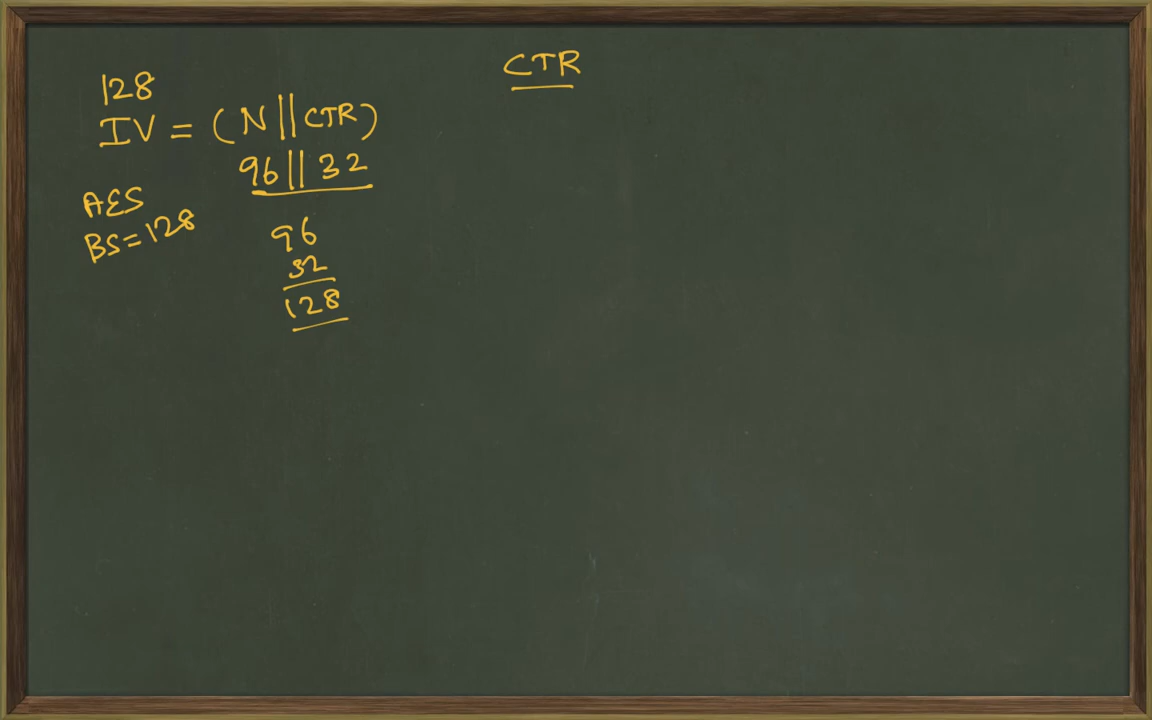 CTR
128
IV = (N || CTR)
96 || 32
AES
BS=128
96
32
128